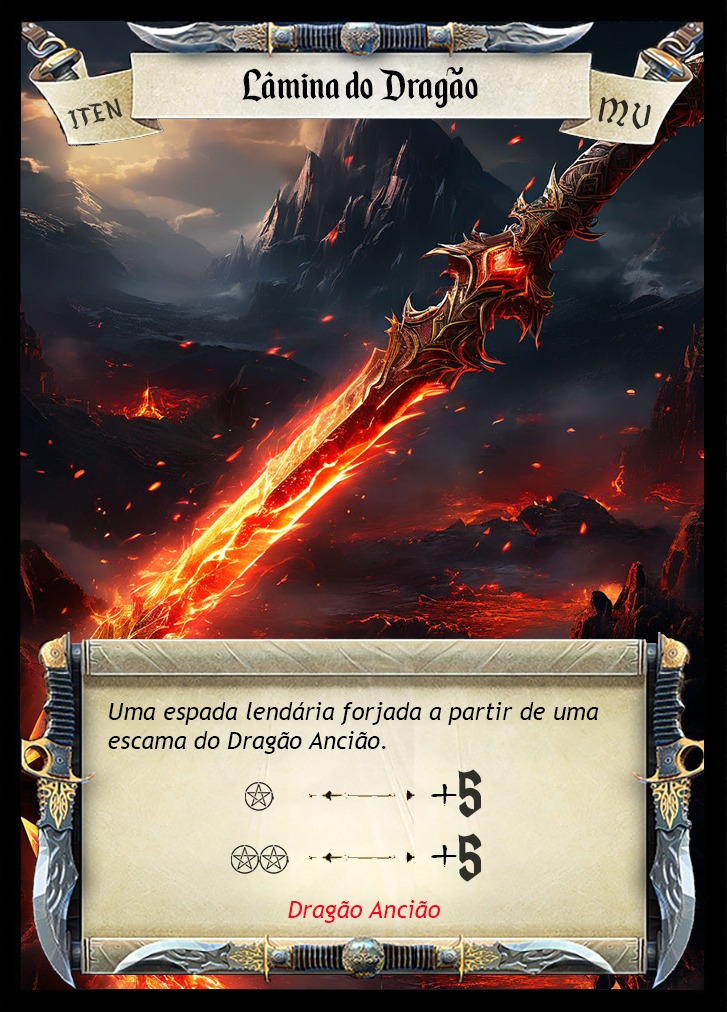 Lâmina do Dragão
ITEN
MU
Uma espada lendária forjada a partir de uma
escama do Dragão Ancião.
+5
+5
Dragão Ancião